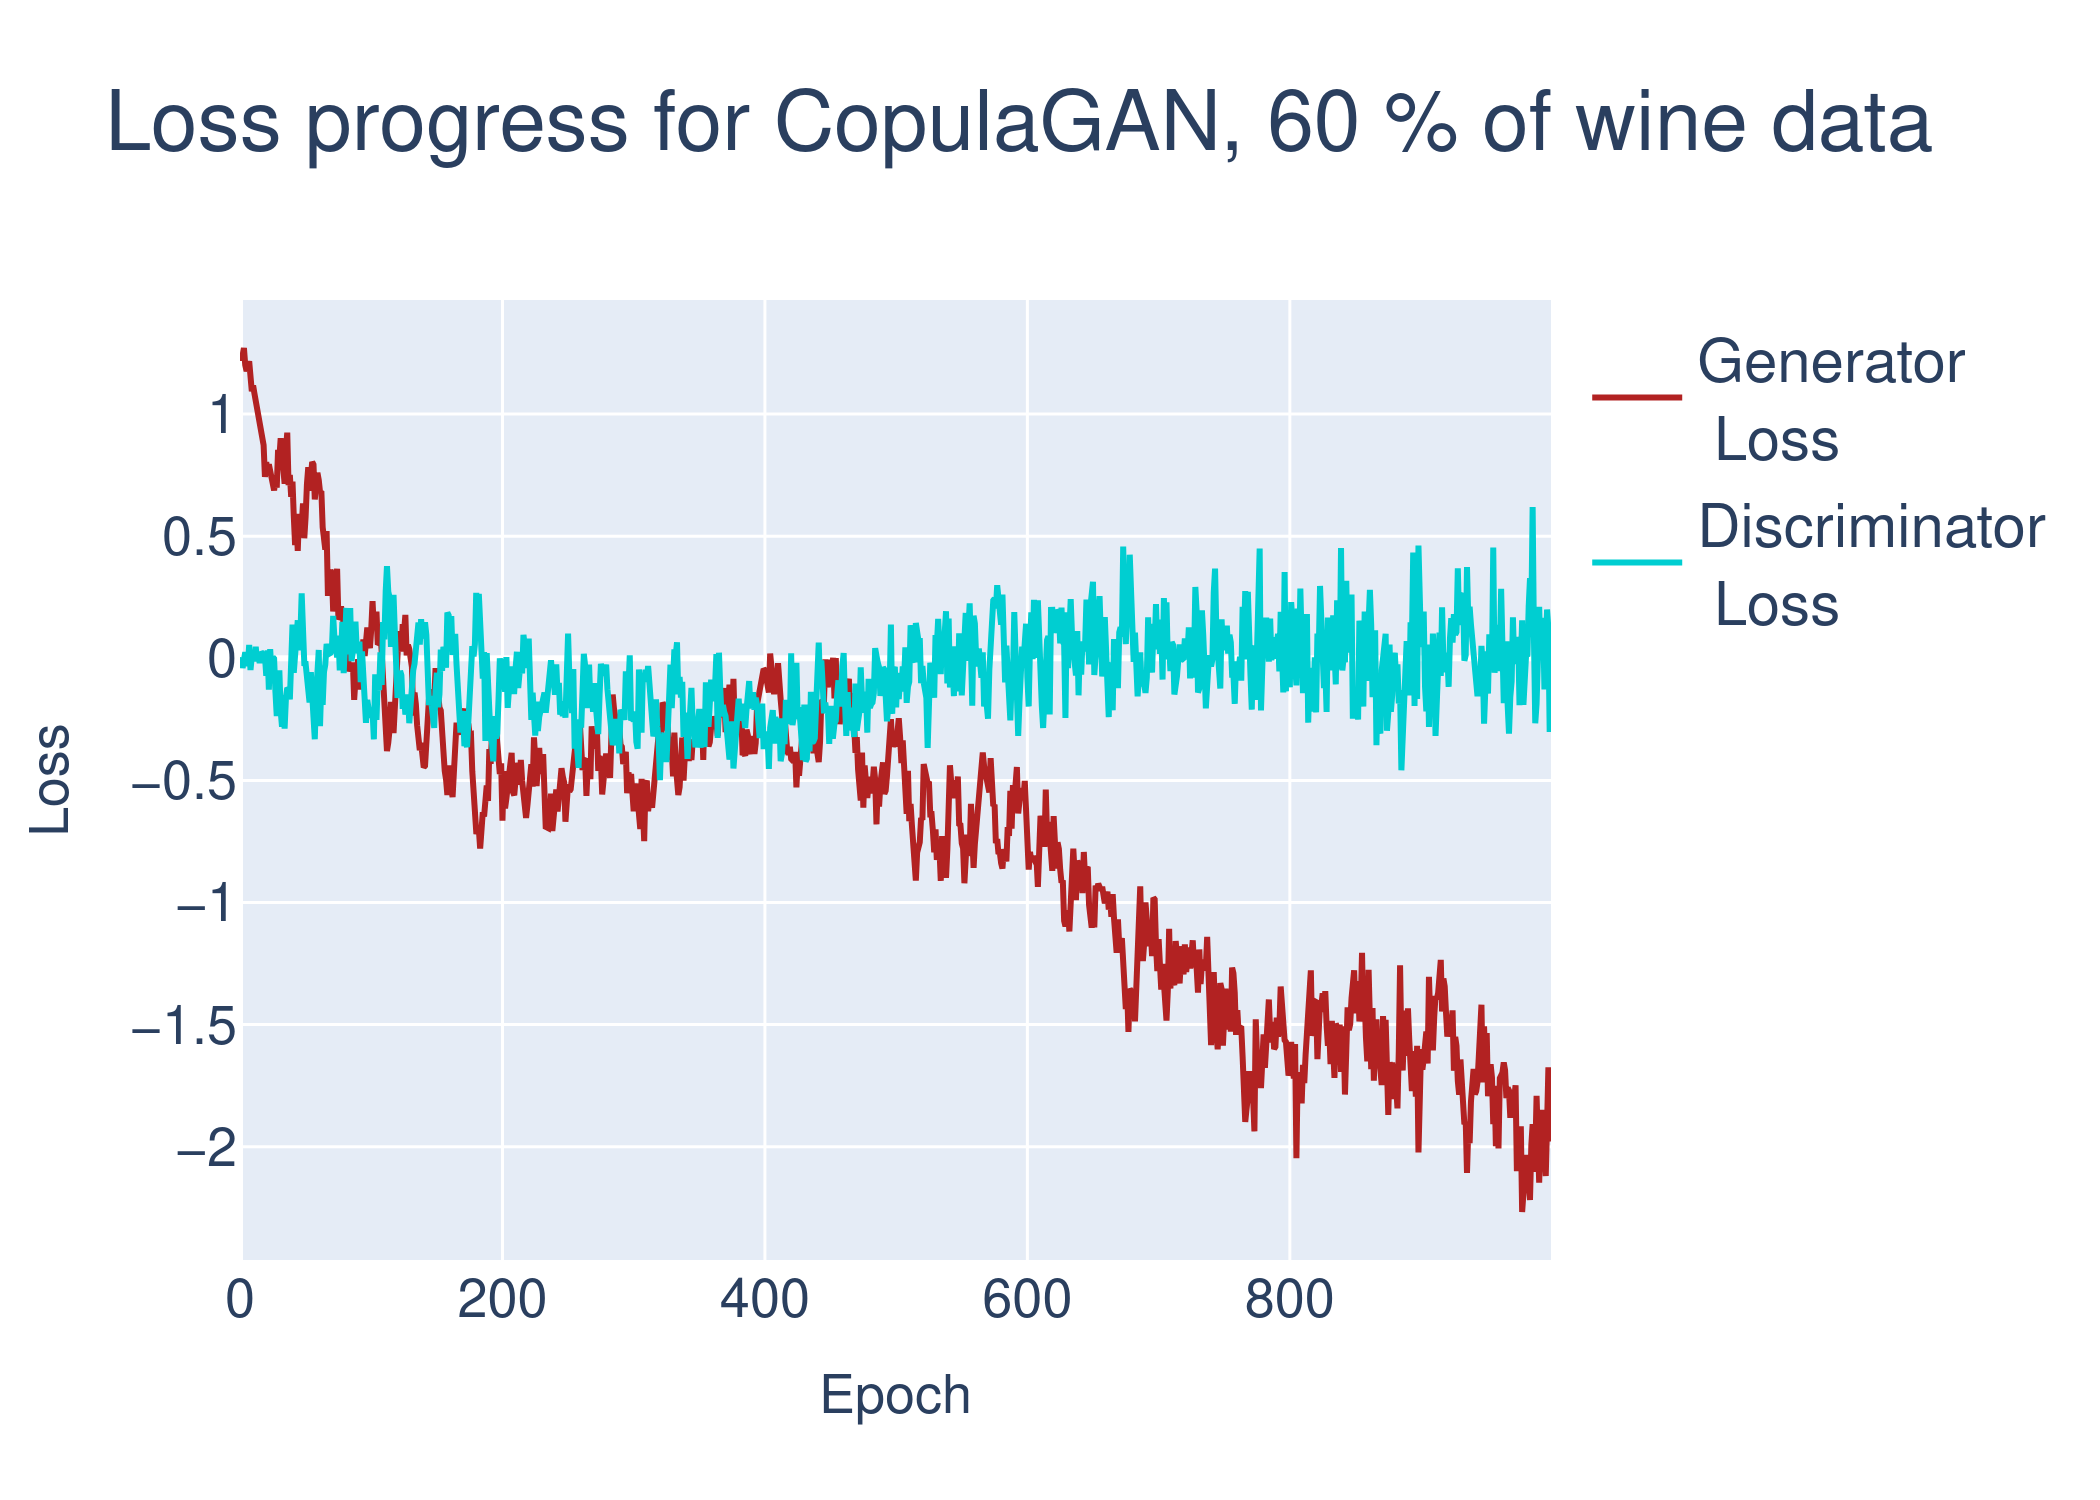 Loss progress for CopulaGAN, 60 % of wine data
Generator
Loss
Discriminator
Loss
1
0.5
0
−0.5
−1
−1.5
−2
Loss
0
200
400
600
800
Epoch